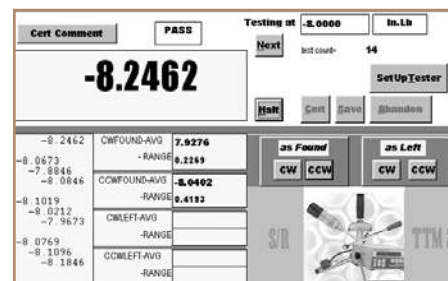 Cert Comment
PASS
Testing at -8.0000 In.Lb
Next
test count= 14
-8.2462
SetUpTester
Halt
Cert
Save
Abandon
-8.2462
-8.0673
-7.8846
-8.0846
-8.1019
-8.0212
-7.9673
-8.0769
-8.1096
-8.1846
CWFOUND-AVG 7.9276
-RANGE 0.2269
CCWFOUND-AVG -8.0402
-RANGE 0.4193
CWLEFT-AVG
-RANGE
CCWLEFT-AVG
-RANGE
as Found
CW CCW
as Left
CW CCW
S/R
TTM